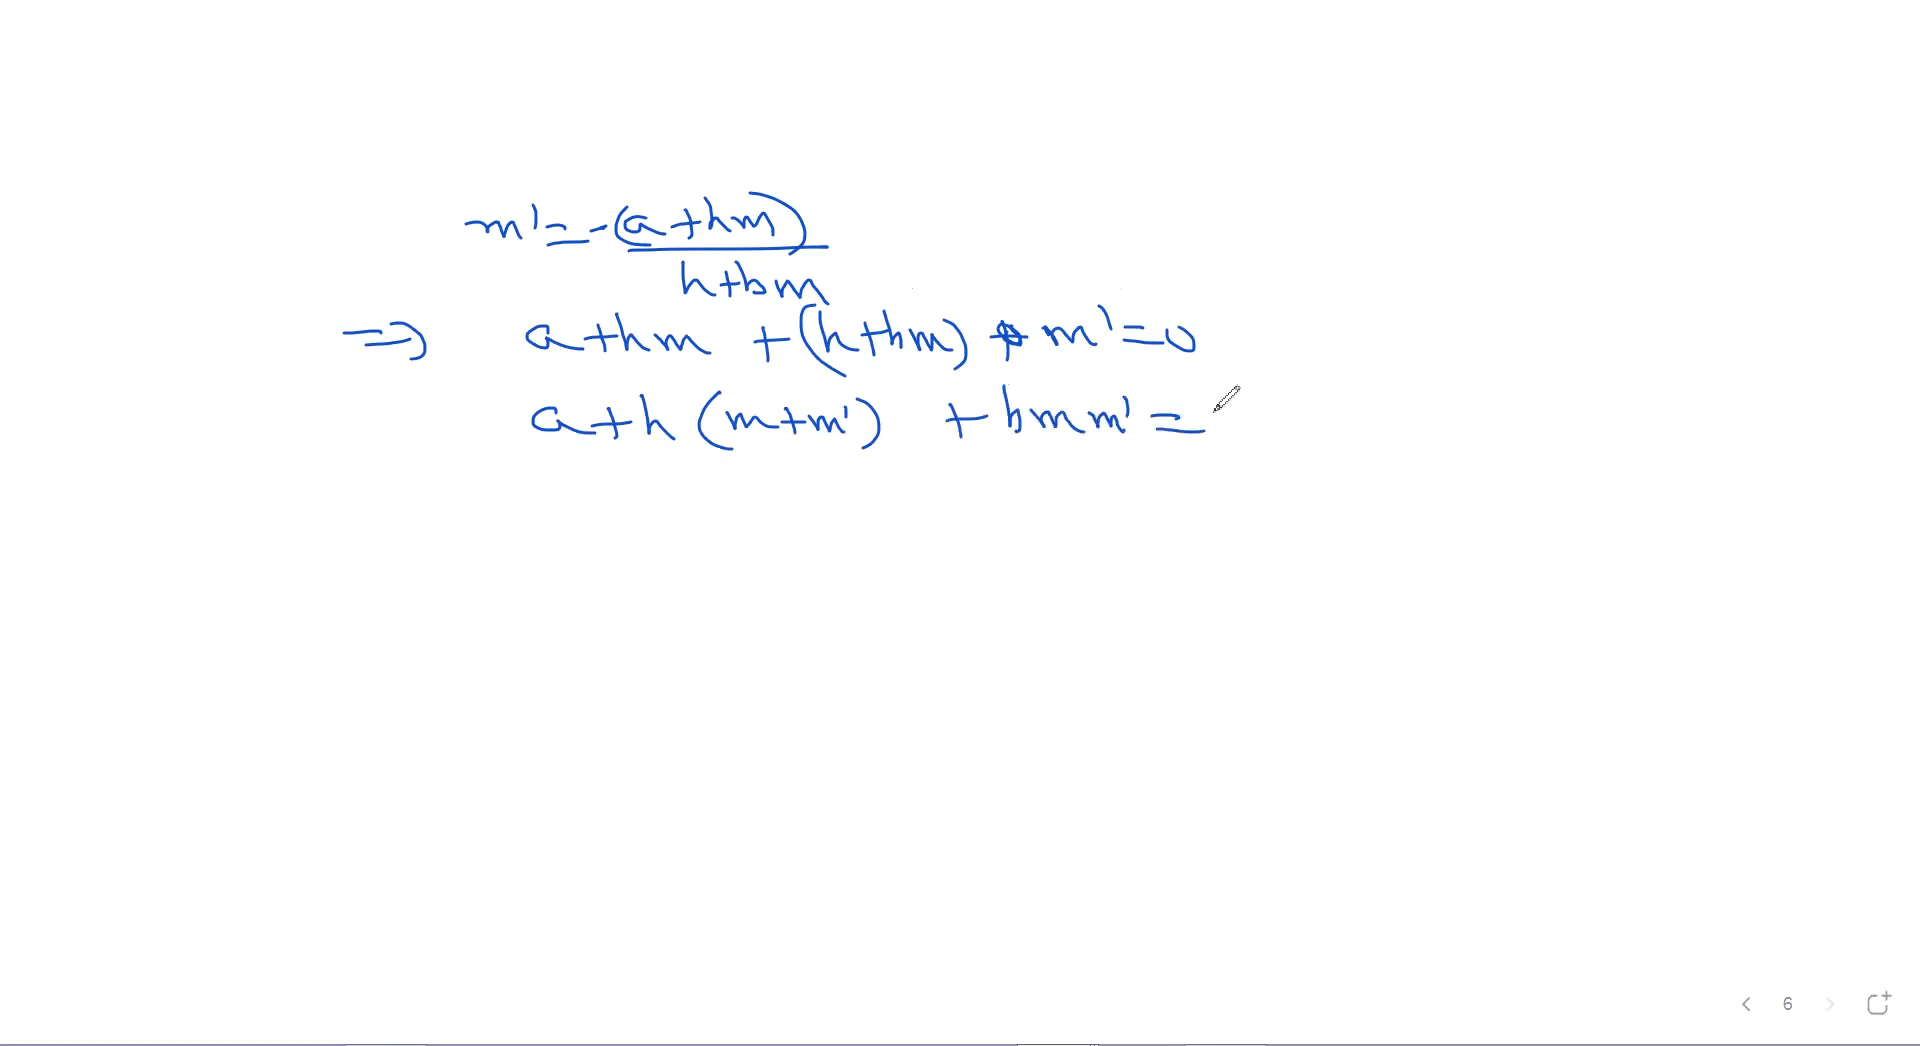 m' = -(a+hm)
h+bm
⇒ a+hm +(h+bm) m' = 0
a+h (m+m') +bmm' =
6